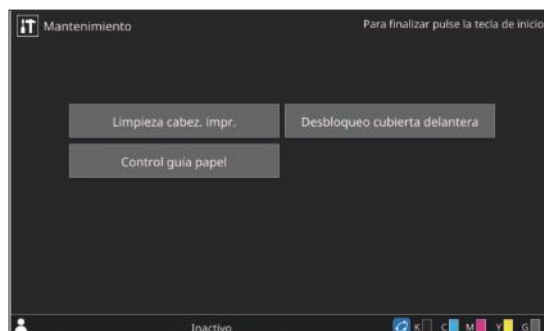 Mantenimiento
Para finalizar pulse la tecla de inicio
Limpieza cabez. impr.
Desbloqueo cubierta delantera
Control guía papel
Inactivo
K C M Y G